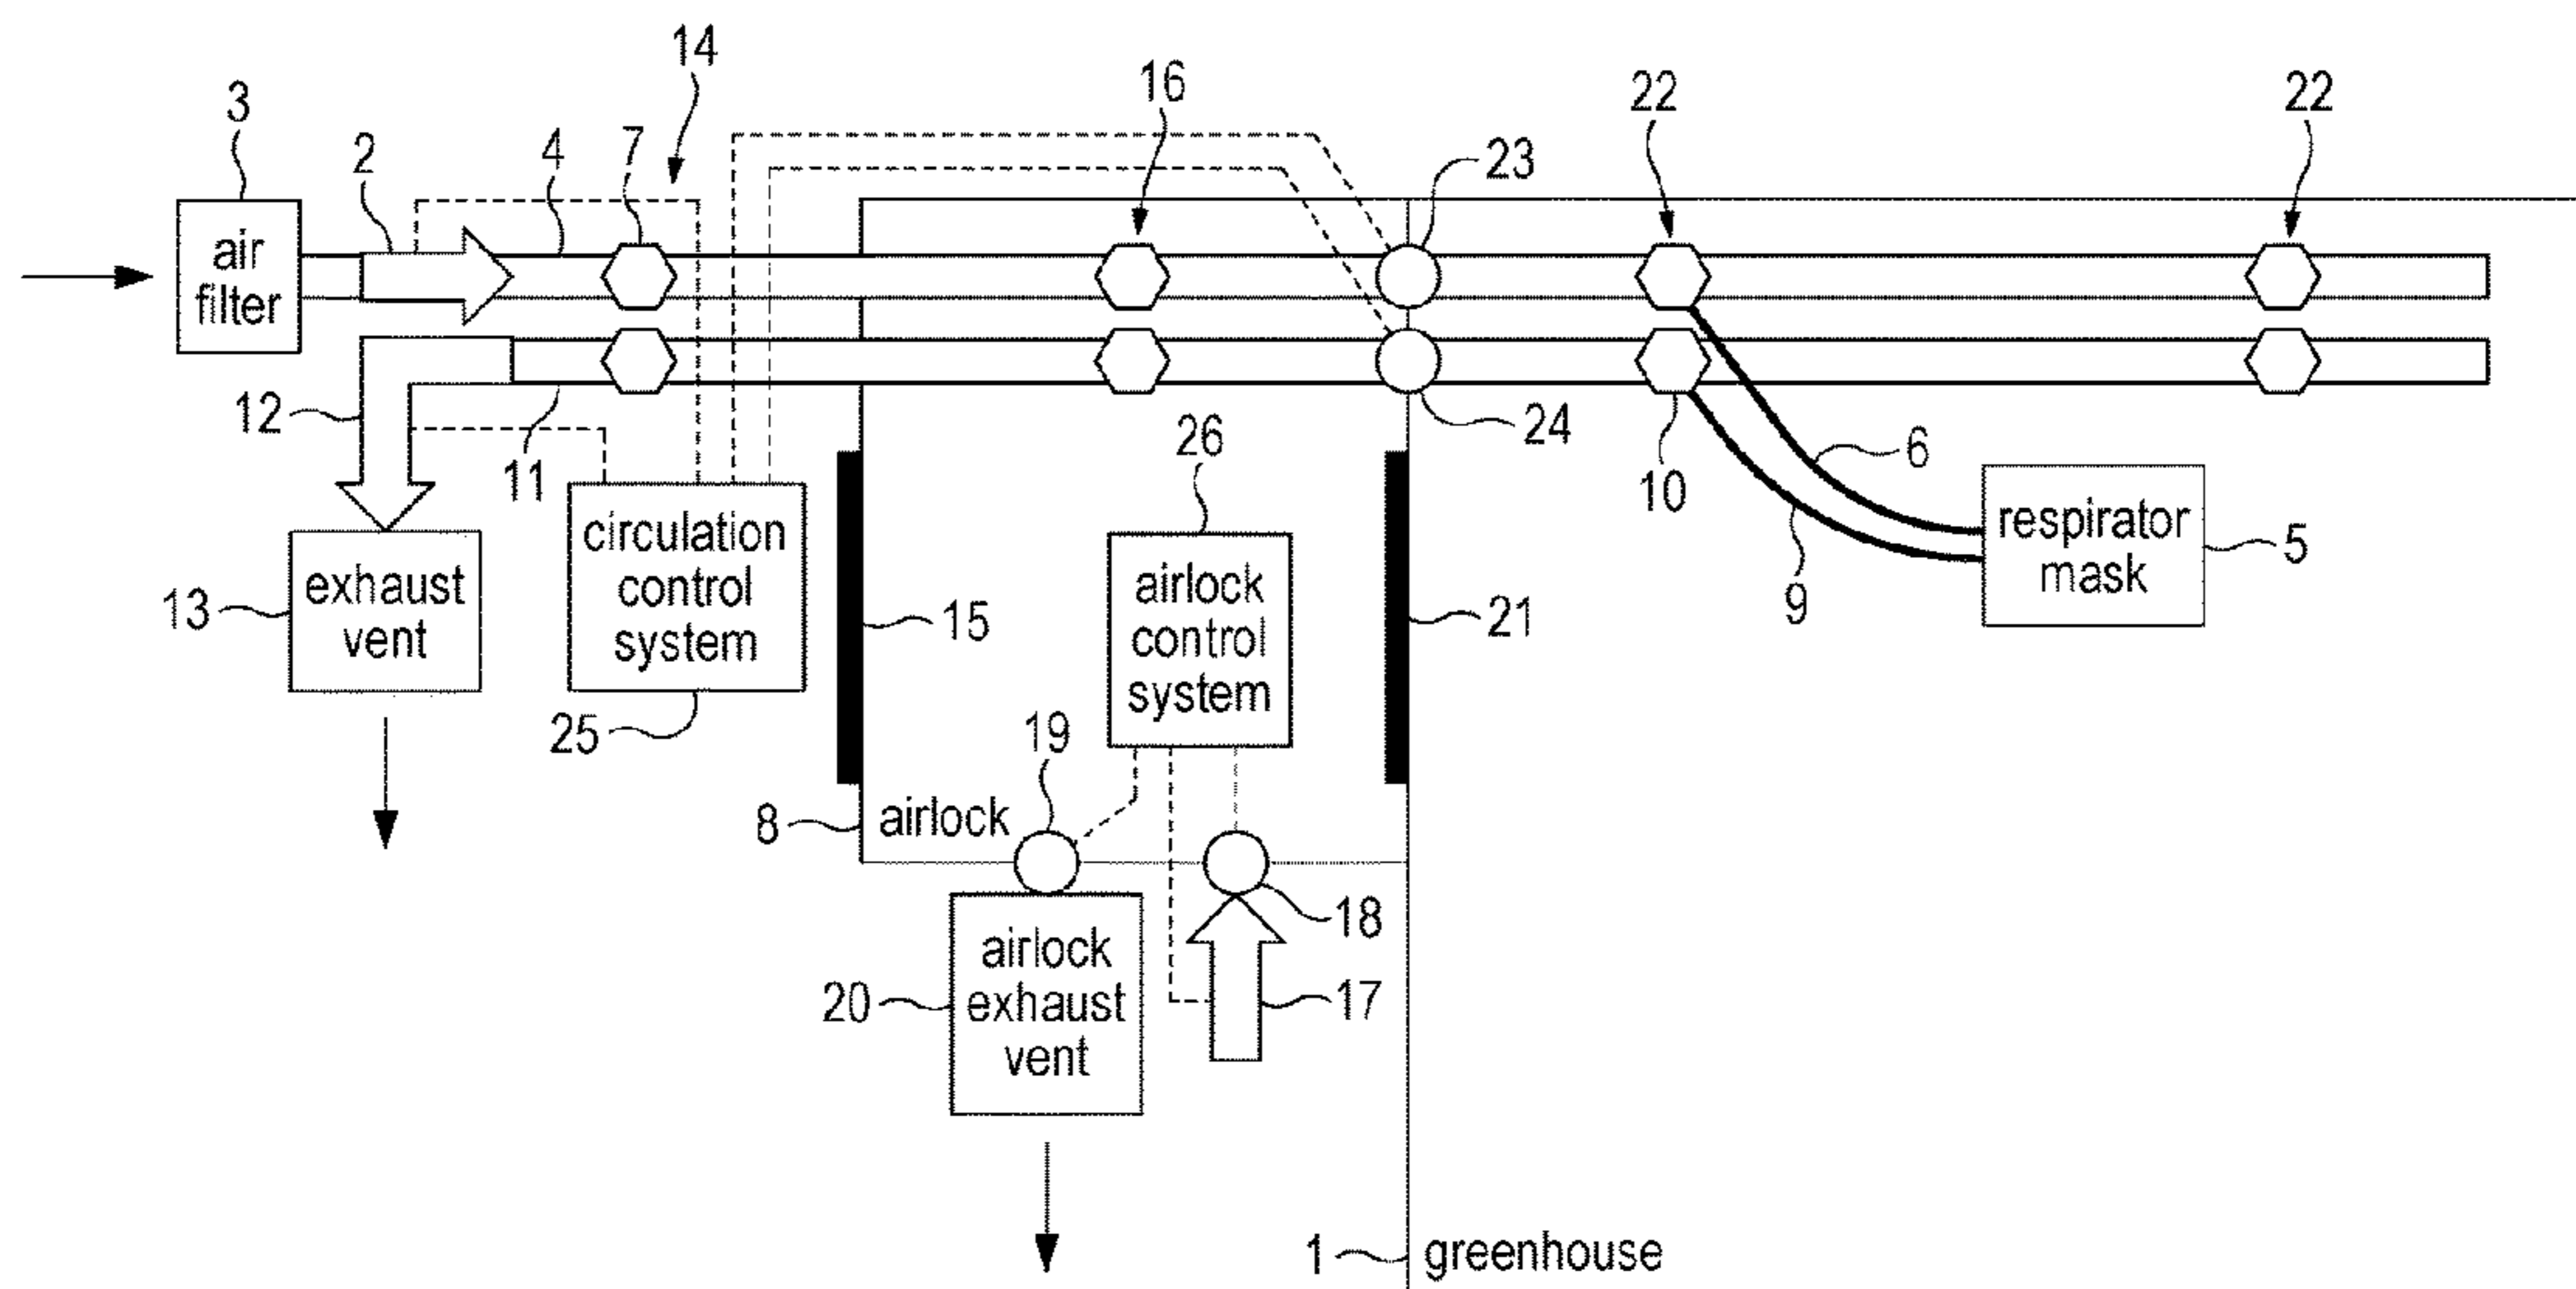 14
3
16
22
22
2
4
7
23
air
filter
12
11
24
26
6
10
respirator
mask
5
9
exhaust
vent
13
circulation
control
system
25
15
airlock
control
system
21
19
8
airlock
18
airlock
exhaust
vent
20
17
1
greenhouse